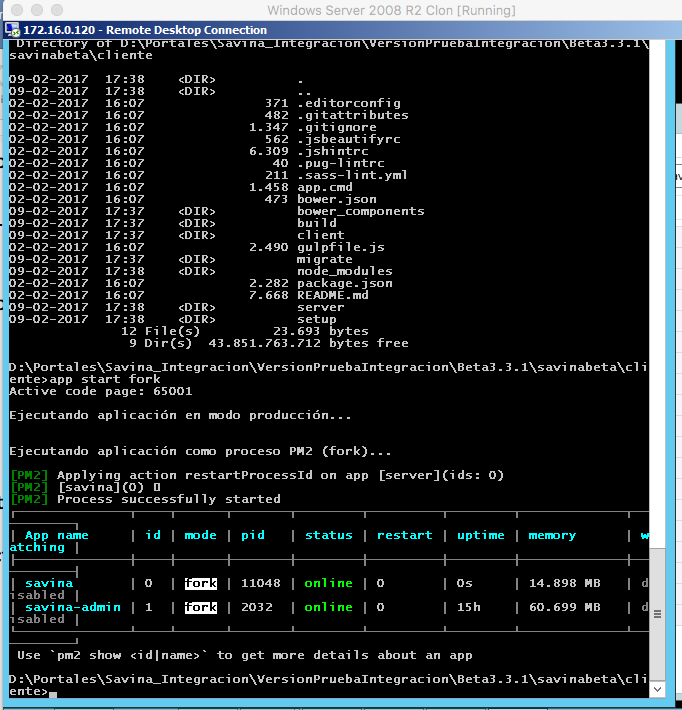 Windows Server 2008 R2 Clon [Running]
172.16.0.120 - Remote Desktop Connection
Directory of D:\Portales\Savina_Integracion\VersionPruebaIntegracion\Beta3.3.1\
savinabeta\cliente
09-02-2017  17:38    <DIR>          .
09-02-2017  17:38    <DIR>          ..
02-02-2017  16:07               371 .editorconfig
02-02-2017  16:07               482 .gitattributes
02-02-2017  16:07             1.347 .gitignore
02-02-2017  16:07               562 .jsbeautifyrc
02-02-2017  16:07             6.309 .jshintrc
02-02-2017  16:07                40 .pug-lintrc
02-02-2017  16:07               211 .sass-lint.yml
02-02-2017  16:07             1.458 app.cmd
02-02-2017  16:07               473 bower.json
09-02-2017  17:37    <DIR>          bower_components
09-02-2017  17:37    <DIR>          build
09-02-2017  17:37    <DIR>          client
02-02-2017  16:07             2.490 gulpfile.js
09-02-2017  17:37    <DIR>          migrate
09-02-2017  17:38    <DIR>          node_modules
02-02-2017  16:07             2.282 package.json
02-02-2017  16:07             7.668 README.md
09-02-2017  17:38    <DIR>          server
09-02-2017  17:38    <DIR>          setup
12 File(s)         23.693 bytes
9 Dir(s)  43.851.763.712 bytes free
D:\Portales\Savina_Integracion\VersionPruebaIntegracion\Beta3.3.1\savinabeta\cli
ente>app start fork
Active code page: 65001
Ejecutando aplicación en modo producción...
Ejecutando aplicación como proceso PM2 (fork)...
[PM2] Applying action restartProcessId on app [server](ids: 0)
[PM2] [savina](0) ▯
[PM2] Process successfully started
| App name | id | mode | pid | status | restart | uptime | memory | w
atching |
| savina | 0 | fork | 11048 | online | 0 | 0s | 14.898 MB | d
isabled |
| savina-admin | 1 | fork | 2032 | online | 0 | 15h | 60.699 MB | d
isabled |
Use `pm2 show <id|name>` to get more details about an app
D:\Portales\Savina_Integracion\VersionPruebaIntegracion\Beta3.3.1\savinabeta\cli
ente>_